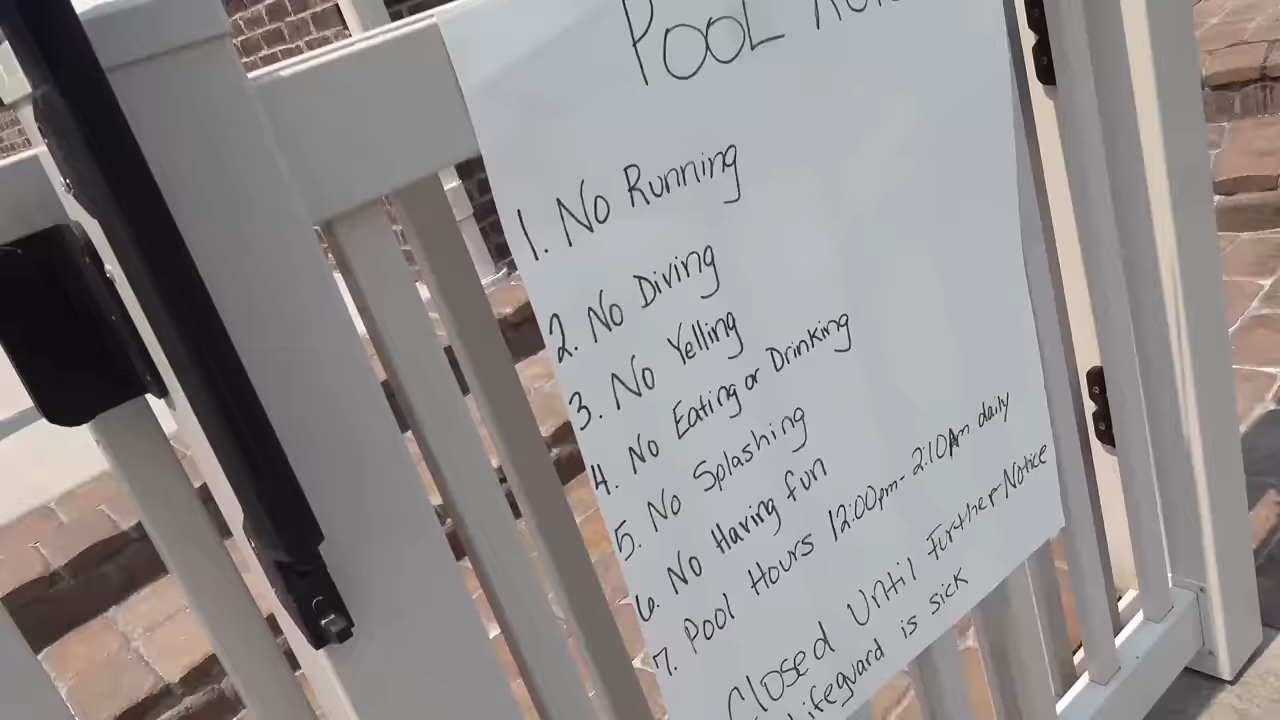 POOL
1. No Running
2. No Diving
3. No Yelling
4. No Eating or Drinking
5. No Splashing
6. No Having fun
7. Pool Hours 12:00pm-2:10Am daily
Closed Until Further Notice
Lifeguard is sick